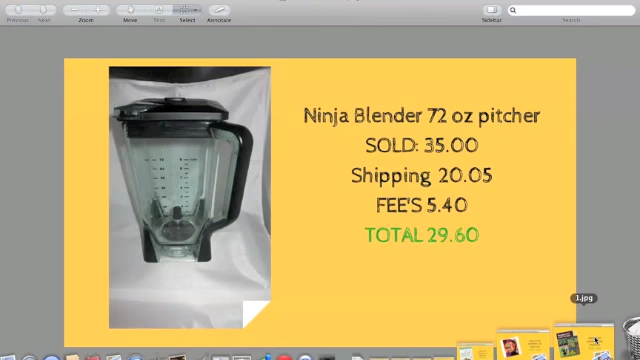 Previous
Next
Zoom
Move
Text
Select
Annotate
Sidebar
Search
Ninja Blender 72 oz pitcher
SOLD: 35.00
Shipping 20.05
FEE'S 5.40
TOTAL 29.60
1.jpg